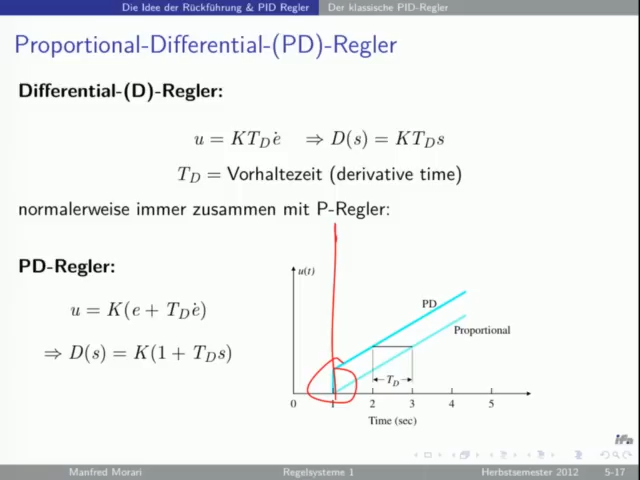 Die Idee der Rückführung & PID Regler Der klassische PID-Regler
Proportional-Differential-(PD)-Regler
Differential-(D)-Regler:
u = KT_D ė ⇒ D(s) = KT_D s
T_D = Vorhaltezeit (derivative time)
normalerweise immer zusammen mit P-Regler:
PD-Regler:
u = K(e + T_D ė)
⇒ D(s) = K(1 + T_D s)
u(t)
PD
Proportional
T_D
0 1 2 3 4 5
Time (sec)
ifa
Manfred Morari Regelsysteme 1 Herbstsemester 2012 5-17